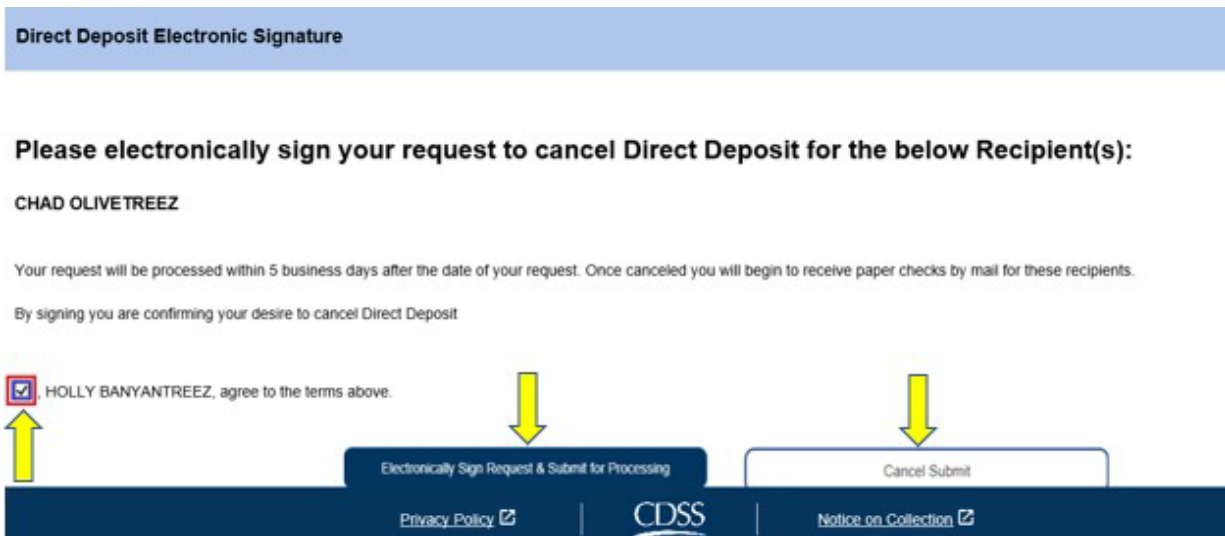 Direct Deposit Electronic Signature
Please electronically sign your request to cancel Direct Deposit for the below Recipient(s):
CHAD OLIVETREEZ
Your request will be processed within 5 business days after the date of your request. Once canceled you will begin to receive paper checks by mail for these recipients.
By signing you are confirming your desire to cancel Direct Deposit
, HOLLY BANYANTREEZ, agree to the terms above.
Electronically Sign Request & Submit for Processing
Cancel Submit
Privacy Policy
CDSS
Notice on Collection